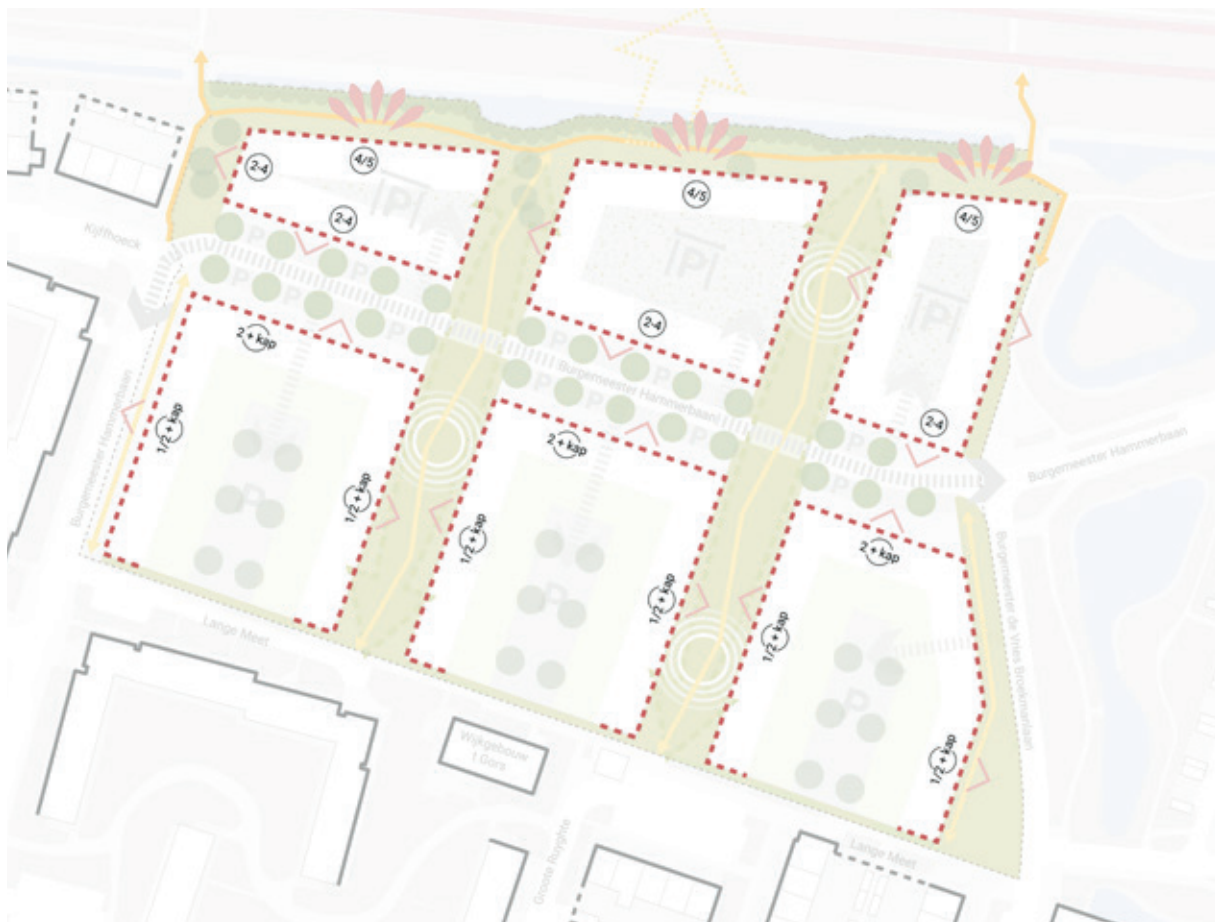 4/5
2-4
2-4
P
4/5
2-4
P
4/5
2-4
P
Kijfhoeck
P
P
P
P
P
P
P
P
P
Burgemeester Hammerbaan
Burgemeester Hammerbaan
Burgemeester Hammerbaan
2 + kap
1/2 + kap
1/2 + kap
P
2 + kap
1/2 + kap
1/2 + kap
P
2 + kap
1/2 + kap
1/2 + kap
P
Burgemeester de Vries Broekmanlaan
Lange Meet
Wijkgebouw
t Gors
Groote Ruyghte
Lange Meet